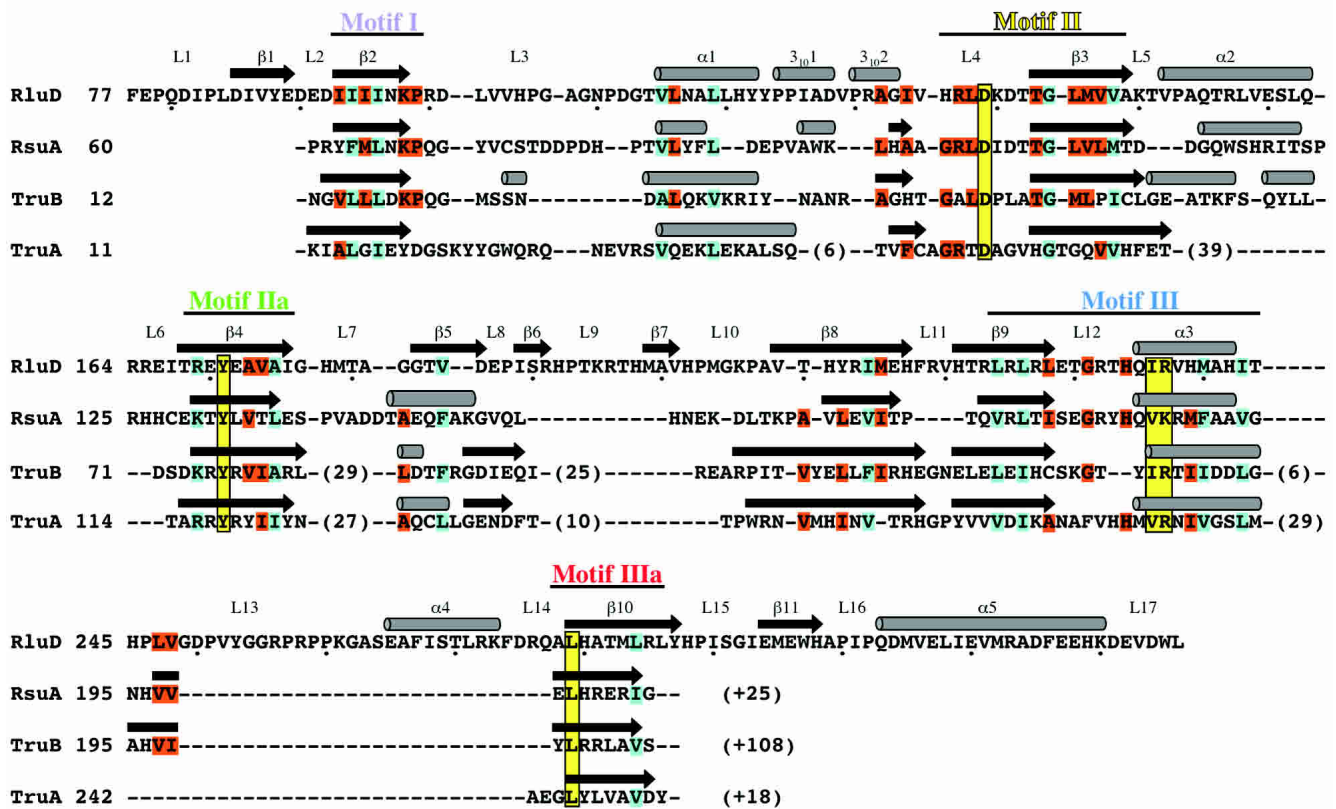 Motif I Motif II
L1 β1 L2 β2 L3 α1 3₁₀1 3₁₀2 L4 β3 L5 α2
RluD 77 FEPQDIPLDIVYEDEDIIIINKPRD--LVVHPG-AGNPDGTVLNALLHYYPPIADVPRAGIV-HRLDKDTTG-LMVVAKTVPAQTRLVESLQ-
RsuA 60 -PRYFMLNKPQG-YVCSTDDPDH-PTVLYFL-DEPVAWK--LHAA-GRLDIDTTG-LVLMTD--DGQWSHRITSP
TruB 12 -NGVLLLDKPQG-MSSN-----DALQKVKRIY-NANR--AGHT-GALDPLATG-MLPICLGE-ATKFS-QYLL-
TruA 11 -KIALGIEYDGSKYYGWQRQ---NEVRSVQEKLEKALSQ-(6)--TVFCAGRTDAGVHGTGQVVHFET-(39)-------
Motif IIa Motif III
L6 β4 L7 β5 L8 β6 L9 β7 L10 β8 L11 β9 L12 α3
RluD 164 RREITREYEAVAIG-HMTA---GGTV--DEPISRHPTKRTHMAVHPMGKPAV-T-HYRIMEHFRVHTRLRLRLETGRTHQIRVHMAHIT-----
RsuA 125 RHHCEKTYLVTLES-PVADDTAEQFAKGVQL-----------HNEK-DLTKPA-VLEVITP----TQVRLTISEGRYHQVKRMFAAVG-----
TruB 71 --DSDKRYRVIARL-(29)--LDTFRGDIEQI-(25)-------REARPIT-VYELLFIRHEGNELELEIHCSKGT--YIRTIIDDLG-(6)
TruA 114 ---TARRYRYIIYN-(27)--AQCLLGENDFT-(10)---------TPWRN-VMHINV-TRHGPYVVVDIKANAFVHHMVRNIVGSLM-(29)
Motif IIIa
L13 α4 L14 β10 L15 β11 L16 α5 L17
RluD 245 HPLVGDPVYGGRPRPPKGASEAFISTLRKFDRQALHATMLRLYHPISGIEMEWHAPIPQDMVELIEVMRADFEEHKDEVDWL
RsuA 195 NHVV-----------------------------ELHRERIG-- (+25)
TruB 195 AHVI-----------------------------YLRRLAVS-- (+108)
TruA 242 -------------------------------AEGLYLVAVDY- (+18)